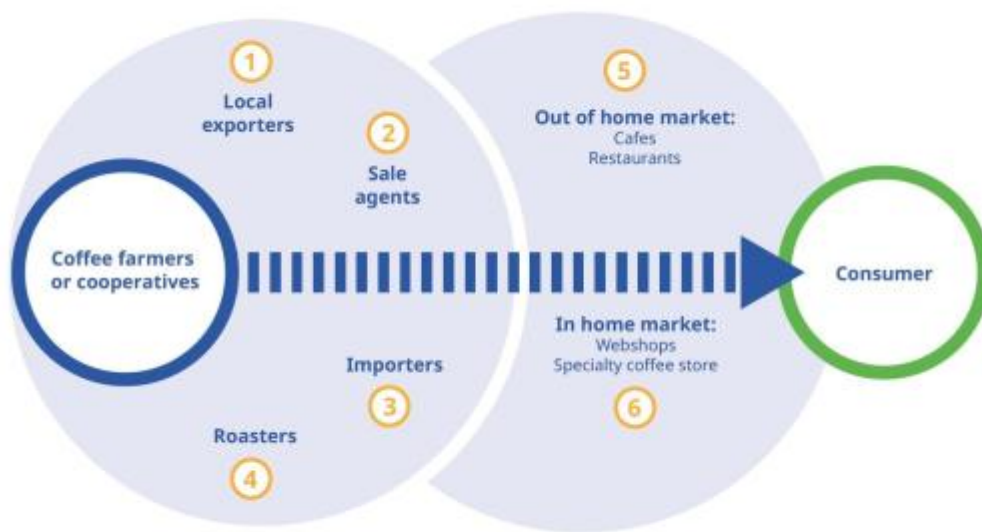 1
Local
exporters
2
Sale
agents
Coffee farmers
or cooperatives
Importers
3
Roasters
4
5
Out of home market:
Cafes
Restaurants
In home market:
Webshops
Specialty coffee store
6
Consumer